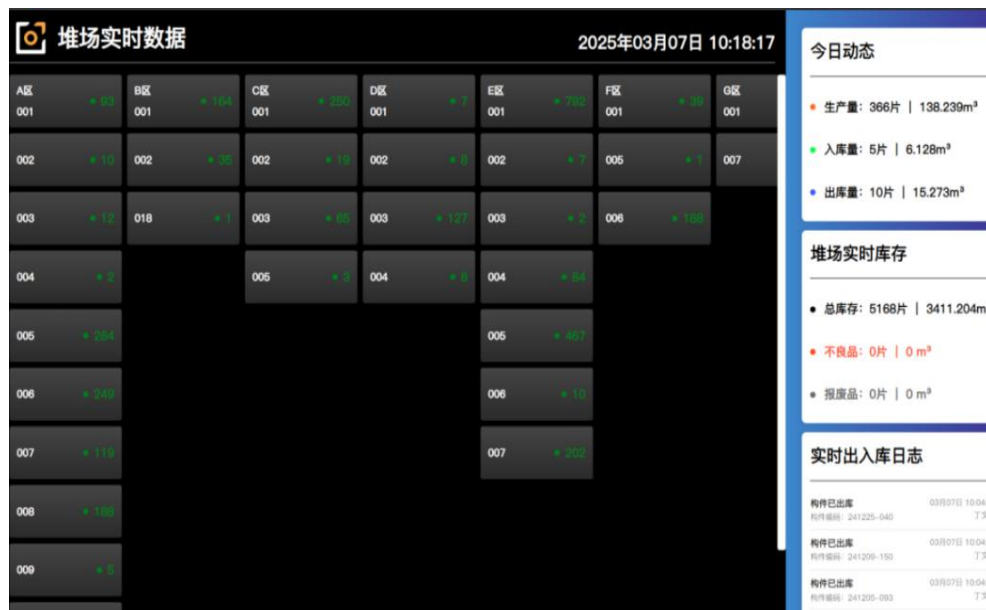 堆场实时数据
2025年03月07日 10:18:17
A区 001 93
B区 001 164
C区 001 250
D区 001 7
E区 001 792
F区 001 39
G区 001
002 10
002 35
002 19
002 8
002 7
005 1
007
003 12
018 1
003 65
003 127
003 2
006 188
004 2
005 3
004 8
004 84
005 264
005 467
006 249
006 10
007 119
007 202
008 188
009 5
今日动态
生产量：366片 | 138.239m³
入库量：5片 | 6.128m³
出库量：10片 | 15.273m³
堆场实时库存
总库存：5168片 | 3411.204m
不良品：0片 | 0 m³
报废品：0片 | 0 m³
实时出入库日志
构件已出库 03月07日 10:04
构件编码：241225-040 丁
构件已出库 03月07日 10:04
构件编码：241209-150 丁
构件已出库 03月07日 10:04
构件编码：241205-093 丁